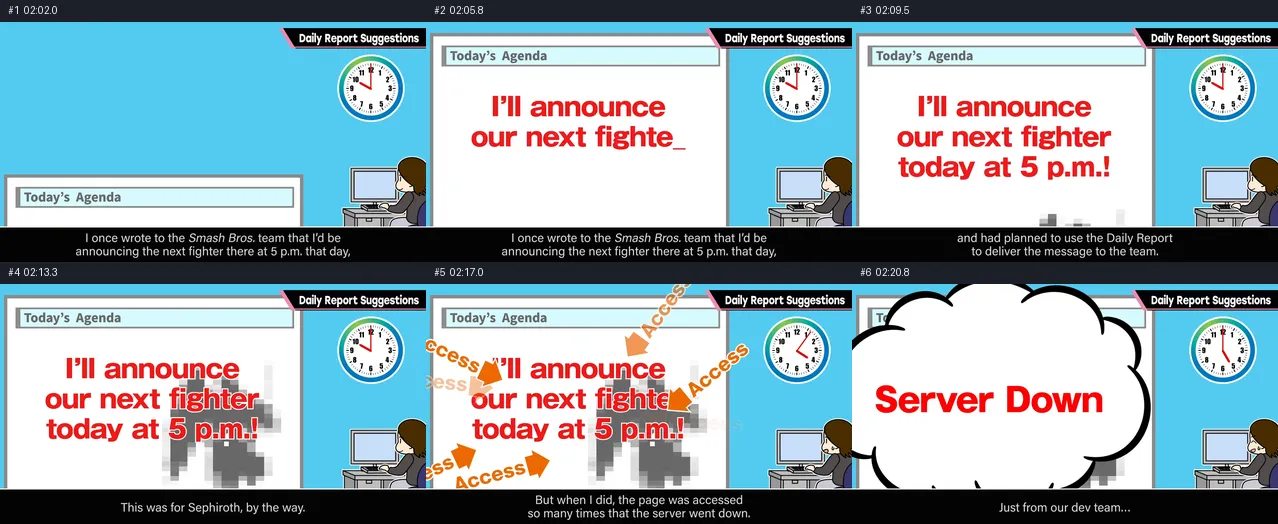 #1 02:02.0
Daily Report Suggestions
Today's Agenda
I once wrote to the Smash Bros. team that I'd be
announcing the next fighter there at 5 p.m. that day,
#2 02:05.8
Daily Report Suggestions
Today's Agenda
I'll announce
our next fighte_
I once wrote to the Smash Bros. team that I'd be
announcing the next fighter there at 5 p.m. that day,
#3 02:09.5
Daily Report Suggestions
Today's Agenda
I'll announce
our next fighter
today at 5 p.m.!
and had planned to use the Daily Report
to deliver the message to the team.
#4 02:13.3
Daily Report Suggestions
Today's Agenda
I'll announce
our next fighter
today at 5 p.m.!
This was for Sephiroth, by the way.
#5 02:17.0
Daily Report Suggestions
Today's Agenda
Access
ccess
Access
cess
I'll announce
our next fighte
today at 5 p.m.!
ess
Access
But when I did, the page was accessed
so many times that the server went down.
#6 02:20.8
Daily Report Suggestions
To
Server Down
Just from our dev team...